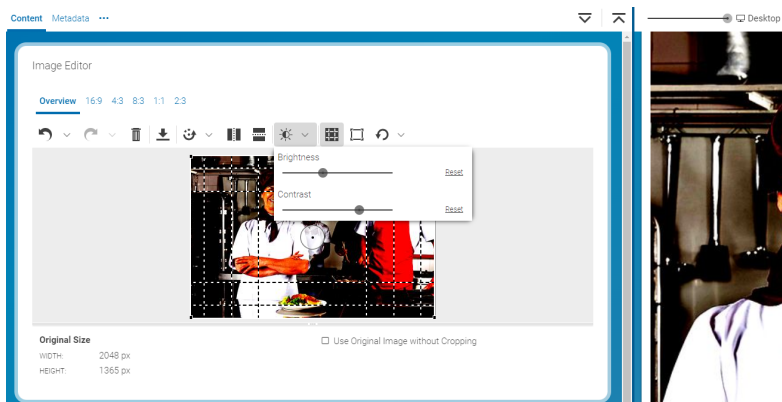 Content Metadata •••
Desktop
Image Editor
Overview 16:9 4:3 8:3 1:1 2:3
Brightness
Reset
Contrast
Reset
Original Size
Use Original Image without Cropping
WIDTH: 2048 px
HEIGHT: 1365 px